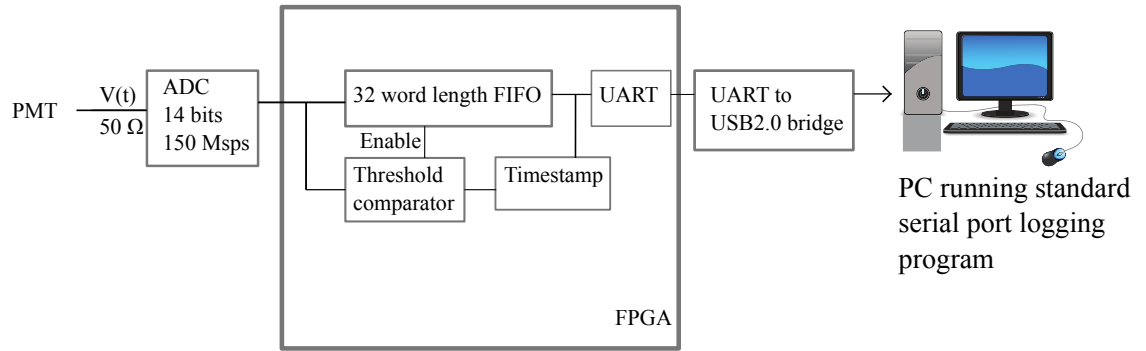 PMT
V(t)
50 Ω
ADC
14 bits
150 Msps
32 word length FIFO
Enable
Threshold
comparator
Timestamp
UART
FPGA
UART to
USB2.0 bridge
PC running standard
serial port logging
program